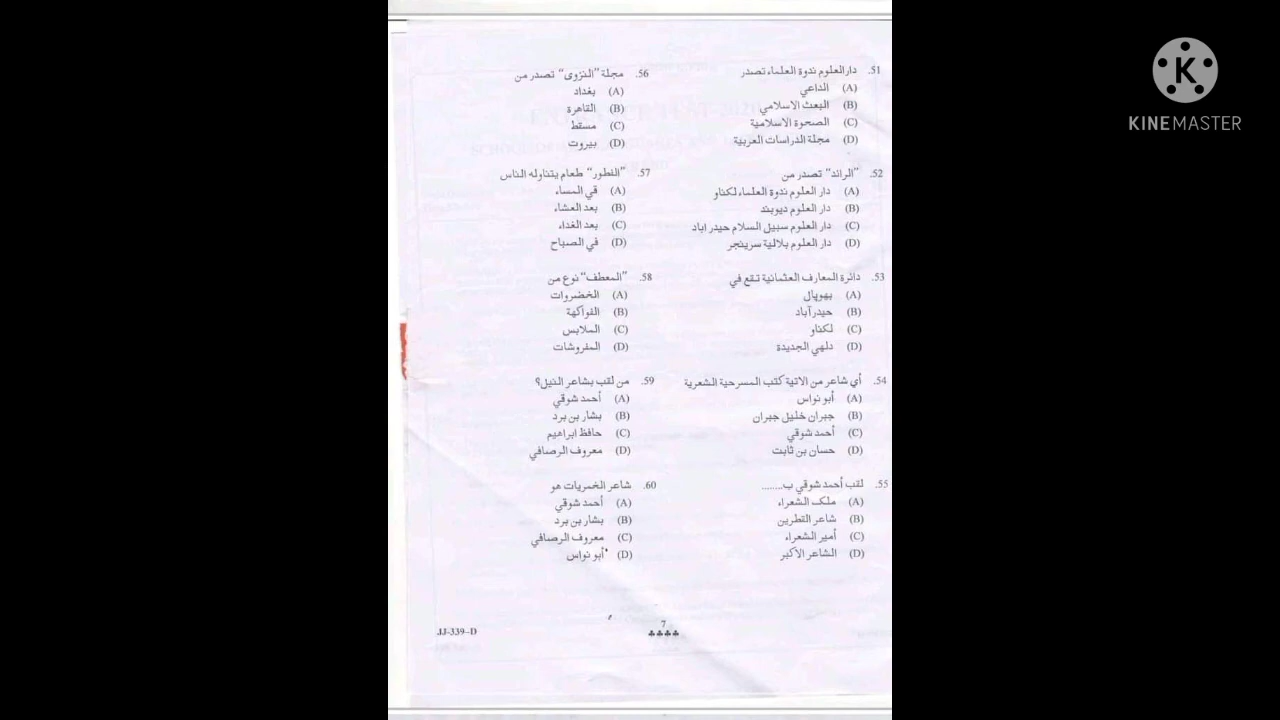 51. دارالعلوم ندوة العلماء تصدر
(A) الداعي
(B) البعث الاسلامي
(C) الصحوة الاسلامية
(D) مجلة الدراسات العربية
52. "الرائد" تصدر من
(A) دار العلوم ندوة العلماء لكناو
(B) دار العلوم ديوبند
(C) دار العلوم سبيل السلام حيدر اباد
(D) دار العلوم بلالية سرينجر
53. دائرة المعارف العثمانية تقع في
(A) بهوپال
(B) حيدرآباد
(C) لكناو
(D) دلهي الجديدة
54. أي شاعر من الاتية كتب المسرحية الشعرية
(A) أبو نواس
(B) جبران خليل جبران
(C) أحمد شوقي
(D) حسان بن ثابت
55. لقب أحمد شوقي ب........
(A) ملك الشعراء
(B) شاعر القطرين
(C) أمير الشعراء
(D) الشاعر الأكبر
56. مجلة "النزوى" تصدر من
(A) بغداد
(B) القاهرة
(C) مسقط
(D) بيروت
57. "الفطور" طعام يتناوله الناس
(A) في المساء
(B) بعد العشاء
(C) بعد الغداء
(D) في الصباح
58. "المعطف" نوع من
(A) الخضروات
(B) الفوآكهة
(C) الملابس
(D) المفروشات
59. من لقب بشاعر النيل؟
(A) أحمد شوقي
(B) بشار بن برد
(C) حافظ ابراهيم
(D) معروف الرصافي
60. شاعر الخمريات هو
(A) أحمد شوقي
(B) بشار بن برد
(C) معروف الرصافي
(D) أبو نواس
7
JJ-339-D
KINEMASTER